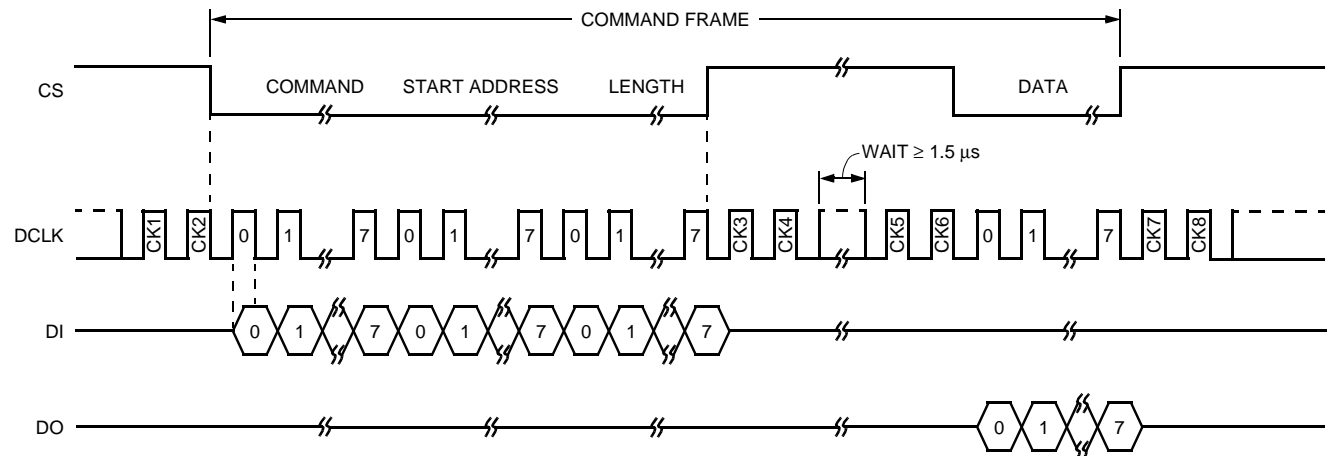 COMMAND FRAME
CS COMMAND START ADDRESS LENGTH DATA
WAIT ≥ 1.5 μs
DCLK CK1 CK2 0 1 7 0 1 7 0 1 7 CK3 CK4 CK5 CK6 0 1 7 CK7 CK8
DI 0 1 7 0 1 7 0 1 7
DO 0 1 7